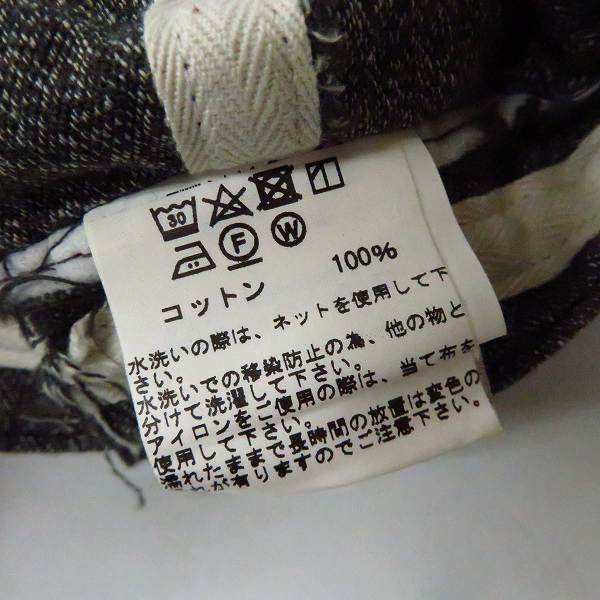 30
F W
コットン 100%
水洗いの際は、ネットを使用して下
さい。
水洗いでの移染防止の為、他の物と
分けて洗濯して下さい。
アイロンをご使用の際は、当て布を
使用して下さい。
濡れたままで長時間の放置は変色の
れが有りますのでご注意下さい。